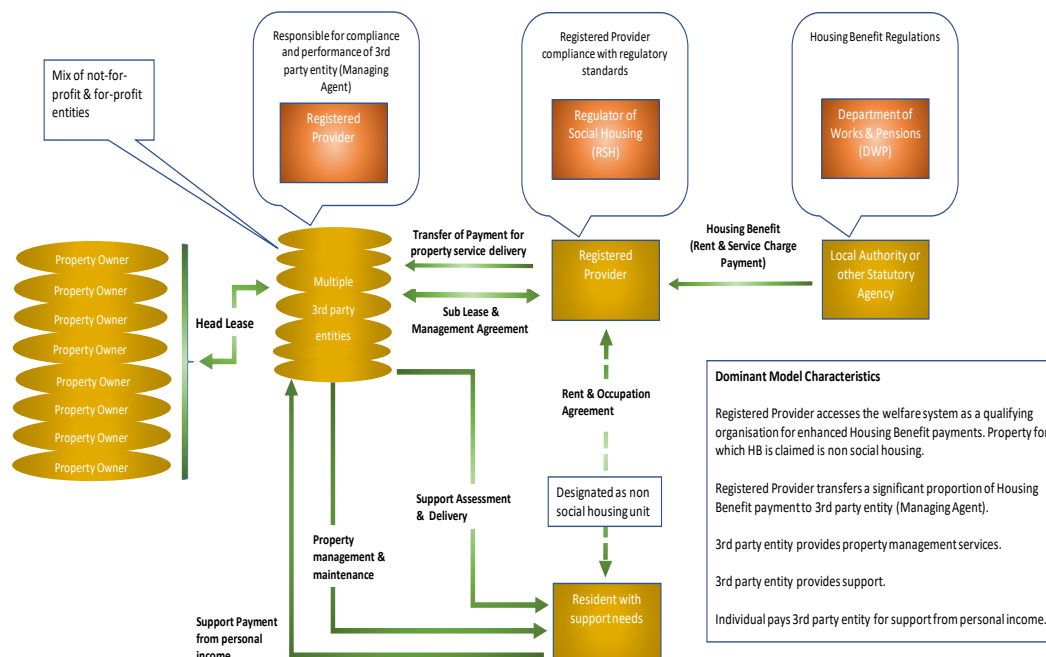 Mix of not-for-
profit & for-profit
entities
Responsible for compliance
and performance of 3rd
party entity (Managing
Agent)
Registered
Provider
Registered Provider
compliance with regulatory
standards
Regulator of
Social Housing
(RSH)
Housing Benefit Regulations
Department of
Works & Pensions
(DWP)
Property Owner
Property Owner
Property Owner
Property Owner
Property Owner
Property Owner
Property Owner
Property Owner
Head Lease
Multiple
3rd party
entities
Transfer of Payment for
property service delivery
Sub Lease &
Management Agreement
Registered
Provider
Housing Benefit
(Rent & Service Charge
Payment)
Local Authority or
other Statutory
Agency
Rent & Occupation
Agreement
Designated as non
social housing unit
Support Assessment
& Delivery
Property
management &
maintenance
Support Payment
from personal
income
Resident with
support needs
Dominant Model Characteristics
Registered Provider accesses the welfare system as a qualifying
organisation for enhanced Housing Benefit payments. Property for
which HB is claimed is non social housing.
Registered Provider transfers a significant proportion of Housing
Benefit payment to 3rd party entity (Managing Agent).
3rd party entity provides property management services.
3rd party entity provides support.
Individual pays 3rd party entity for support from personal income.